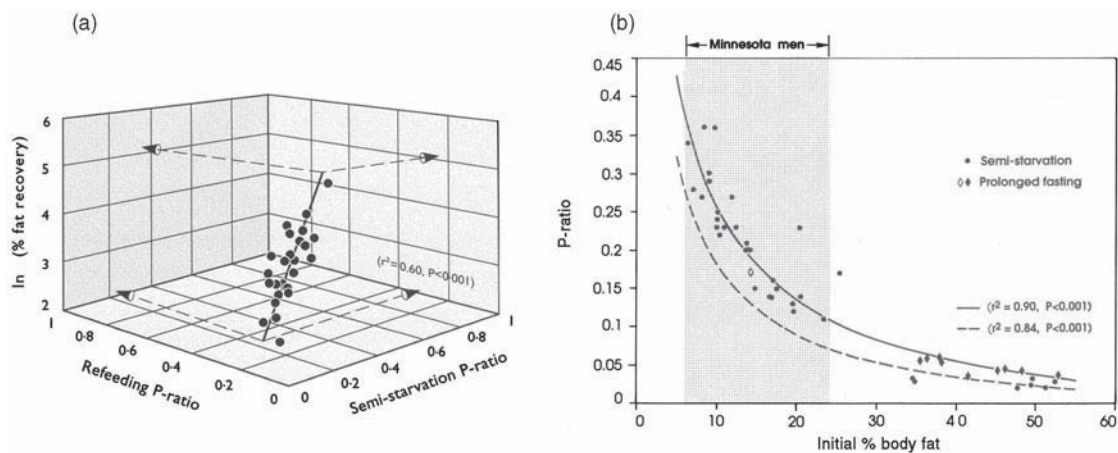 (a)
6
5
4
3
2
ln (% fat recovery)
1
0·8
0·6
0·4
0·2
0
Refeeding P-ratio
0
0·2
0·4
0·6
0·8
1
Semi-starvation P-ratio
(r² = 0.60, P<0·001)
(b)
Minnesota men
0.45
0.4
0.35
0.3
0.25
0.2
0.15
0.1
0.05
0
P-ratio
Semi-starvation
Prolonged fasting
(r² = 0.90, P<0.001)
(r² = 0.84, P<0.001)
0 10 20 30 40 50 60
Initial % body fat